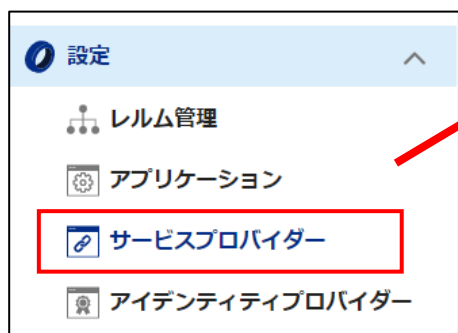 設定
レルム管理
アプリケーション
サービスプロバイダー
アイデンティティプロバイダー